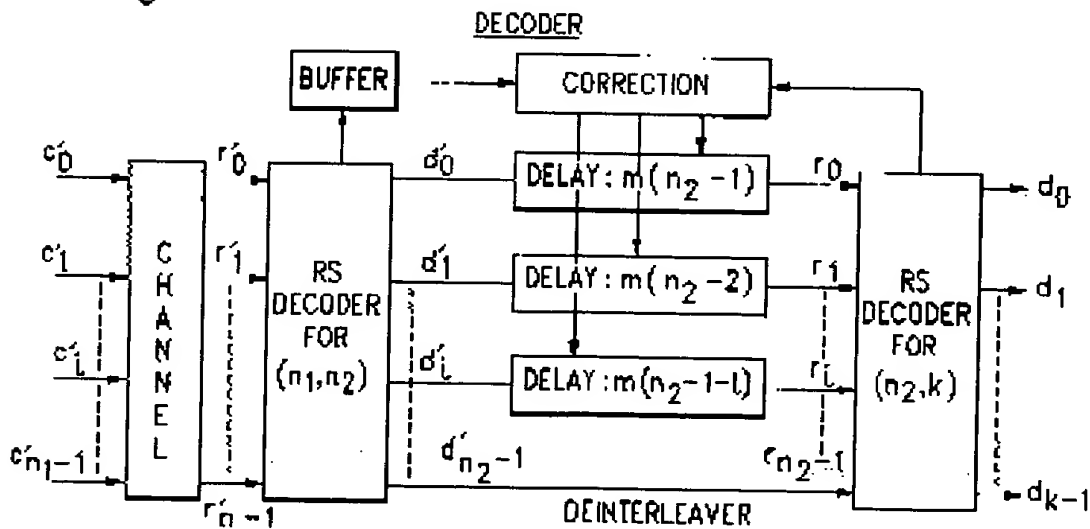 DECODER
BUFFER
CORRECTION
c'0
c'1
c'i
c'n1-1
CHANNEL
r'0
r'1
r'n-1
RS
DECODER
FOR
(n1,n2)
d'0
d'1
d'i
d'n2-1
DELAY: m(n2-1)
DELAY: m(n2-2)
DELAY: m(n2-1-i)
DEINTERLEAVER
r0
r1
ri
rn2-1
RS
DECODER
FOR
(n2,k)
d0
d1
dk-1